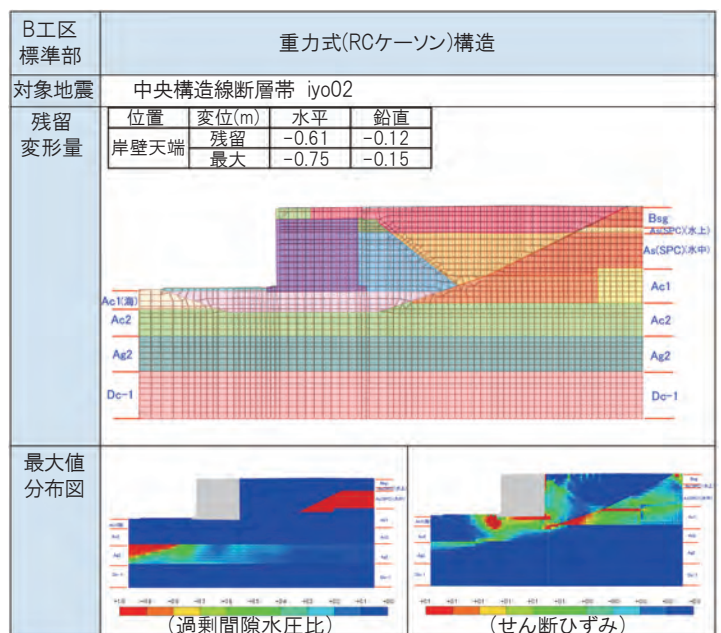 B工区
標準部
重力式(RCケーソン)構造
対象地震
中央構造線断層帯 iyo02
残留
変形量
位置 変位(m) 水平 鉛直
岸壁天端
残留 -0.61 -0.12
最大 -0.75 -0.15
Bsg
As(SPC)(水上)
As(SPC)(水中)
Ac1(海)
Ac1
Ac2
Ac2
Ag2
Ag2
Dc-1
Dc-1
最大値
分布図
(過剰間隙水圧比)
(せん断ひずみ)